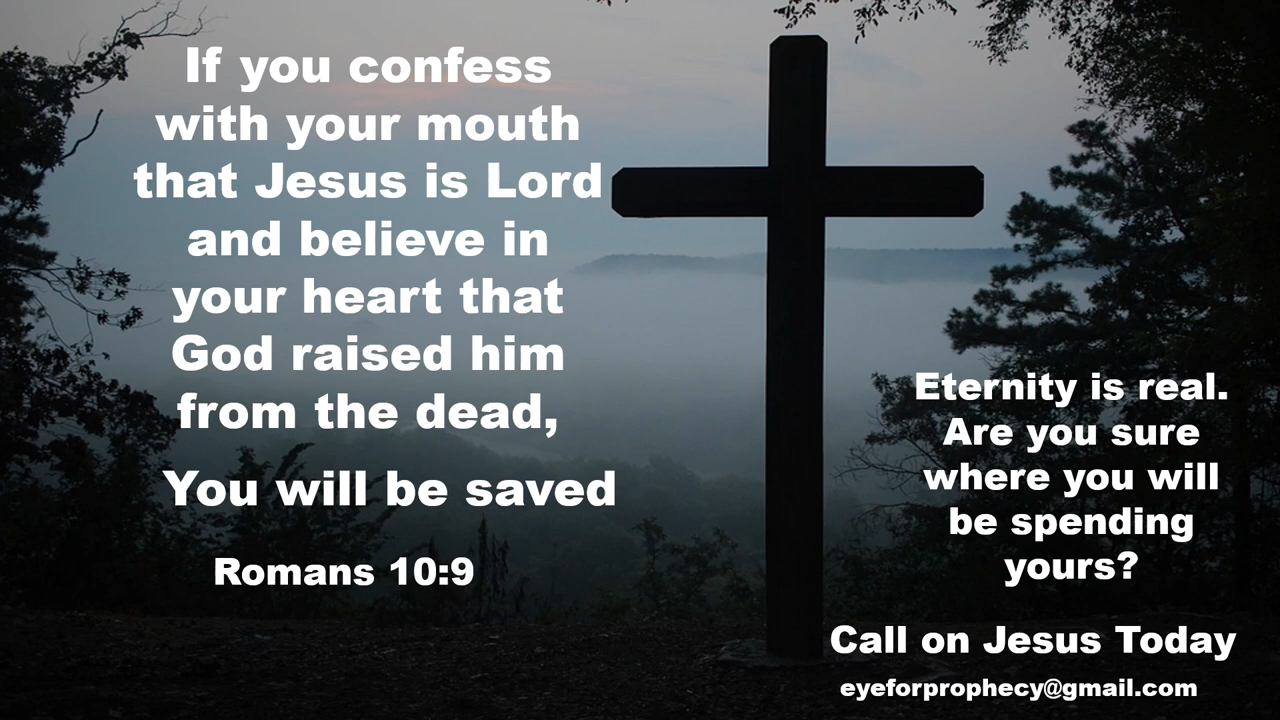 If you confess
with your mouth
that Jesus is Lord
and believe in
your heart that
God raised him
from the dead,
You will be saved
Romans 10:9
Eternity is real.
Are you sure
where you will
be spending
yours?
Call on Jesus Today
eyeforprophecy@gmail.com